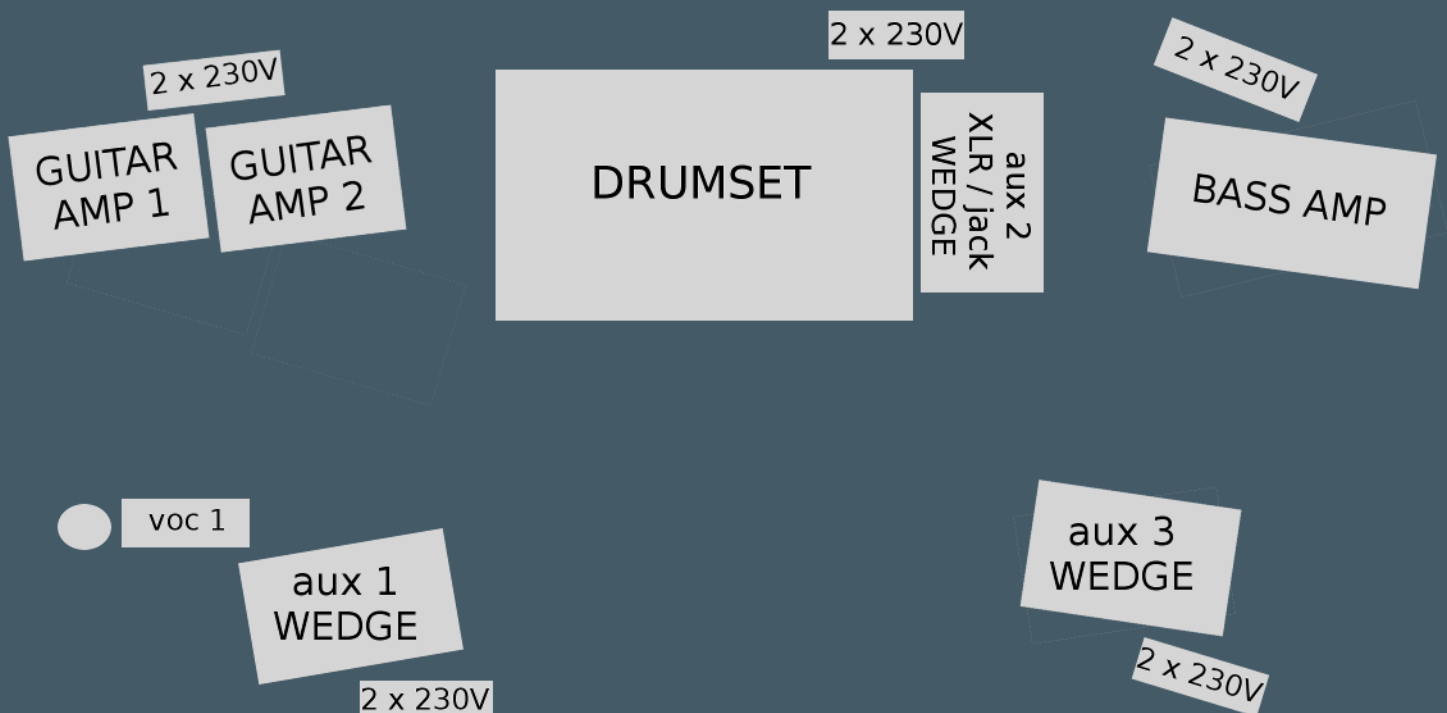 2 x 230V
2 x 230V
2 x 230V
GUITAR
AMP 1
GUITAR
AMP 2
DRUMSET
aux 2
XLR / jack
WEDGE
BASS AMP
voc 1
aux 1
WEDGE
2 x 230V
aux 3
WEDGE
2 x 230V